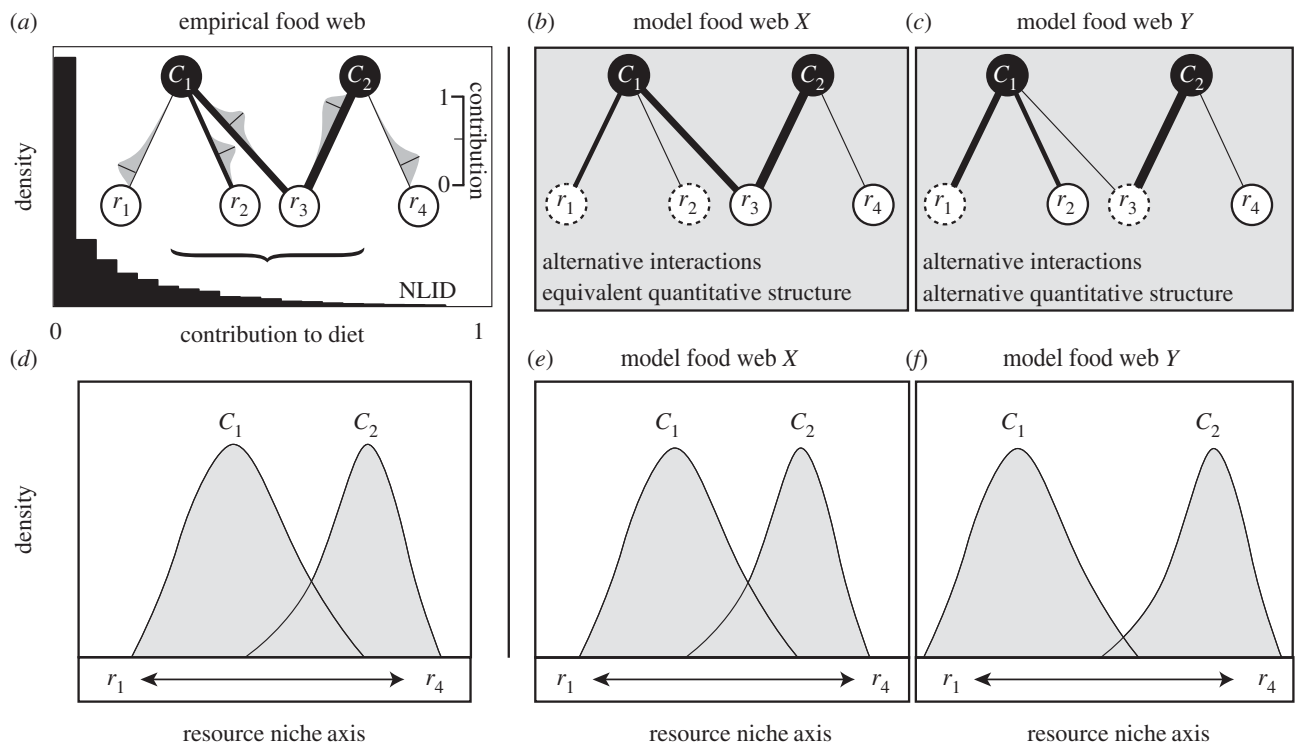 (a) empirical food web
C1 C2
1
contribution
0
density
r1 r2 r3 r4
NLID
0 contribution to diet 1
(b) model food web X
C1 C2
r1 r2 r3 r4
alternative interactions
equivalent quantitative structure
(c) model food web Y
C1 C2
r1 r2 r3 r4
alternative interactions
alternative quantitative structure
(d)
C1 C2
density
r1 r4
resource niche axis
(e) model food web X
C1 C2
r1 r4
resource niche axis
(f) model food web Y
C1 C2
r1 r4
resource niche axis